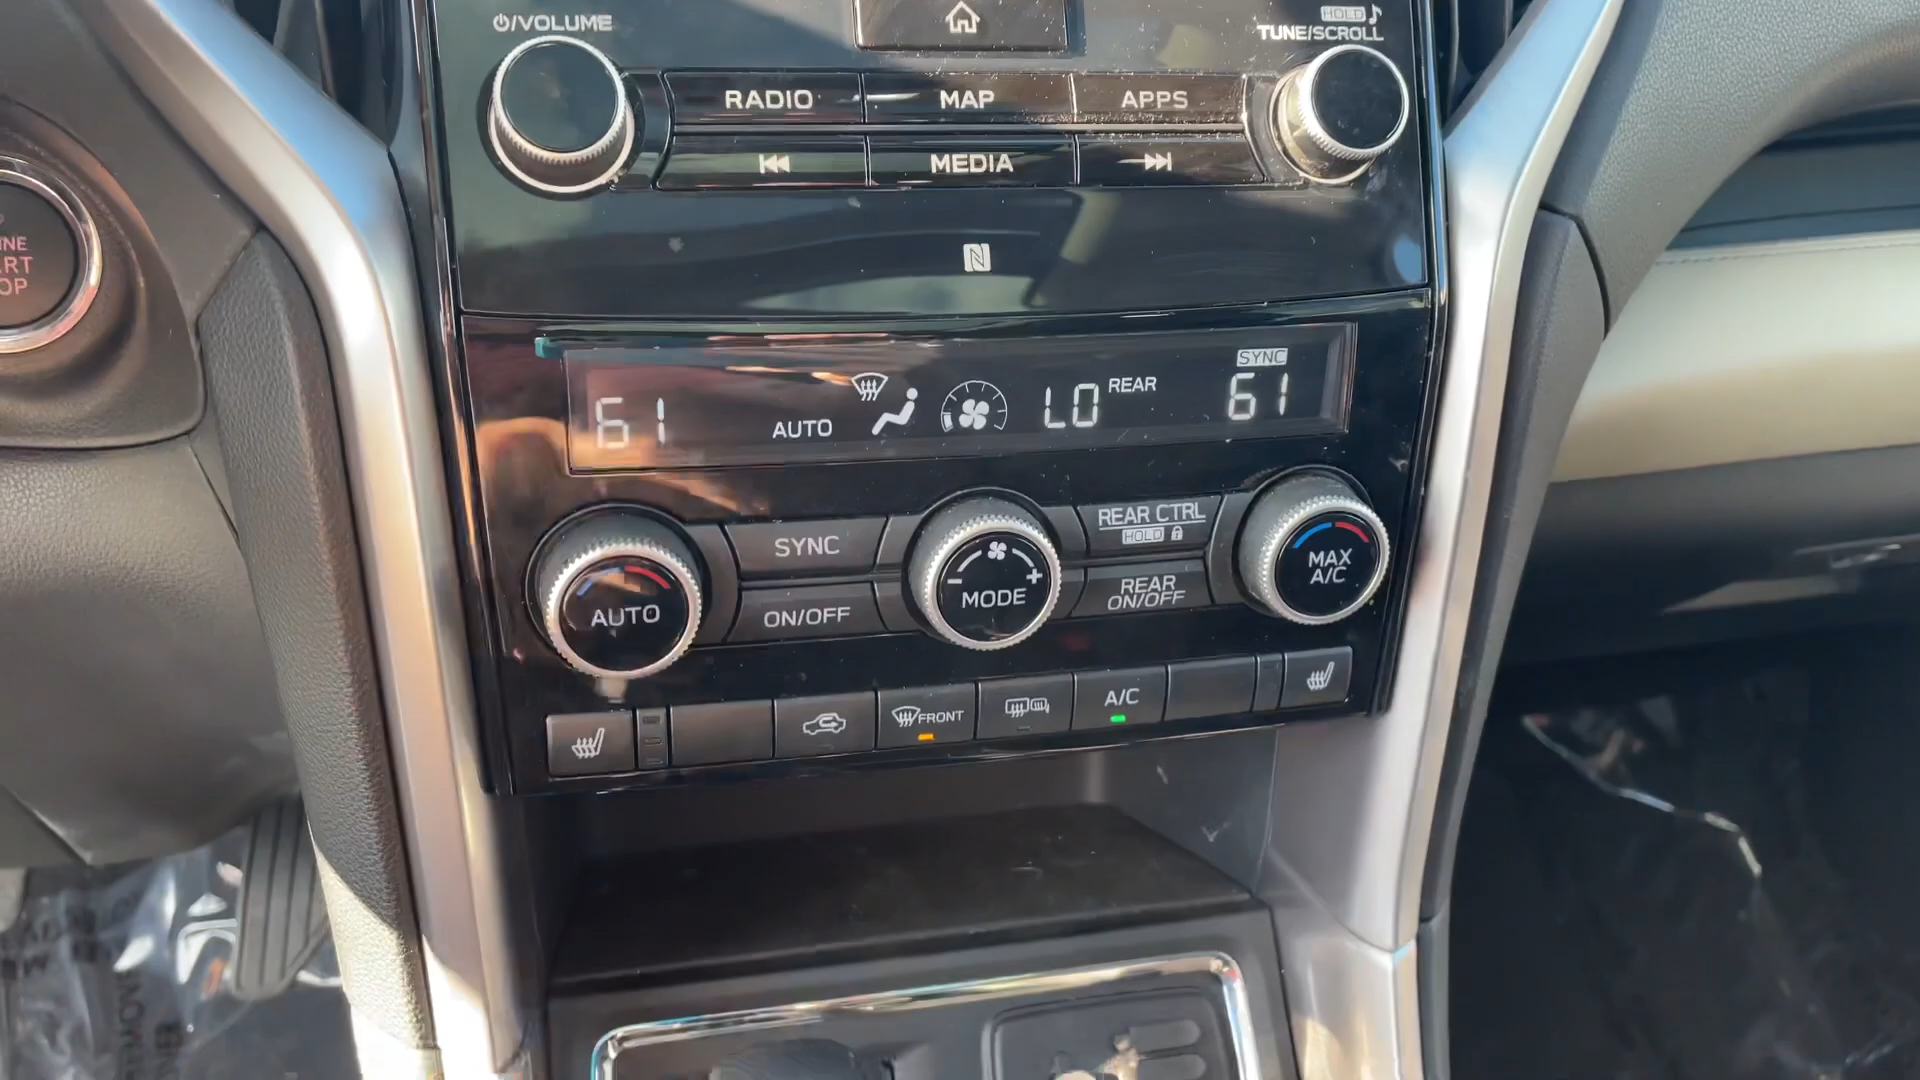 /VOLUME
HOLD
TUNE/SCROLL
RADIO
MAP
APPS
MEDIA
SYNC
61
AUTO
LO
REAR
61
AUTO
SYNC
ON/OFF
- +
MODE
REAR CTRL
HOLD
REAR
ON/OFF
MAX
A/C
FRONT
A/C